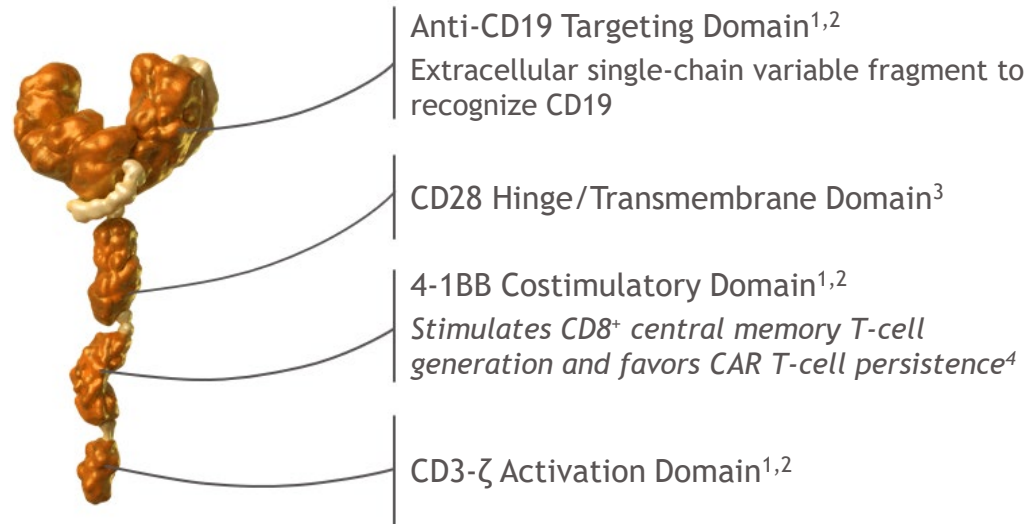 Anti-CD19 Targeting Domain¹,²
Extracellular single-chain variable fragment to
recognize CD19
CD28 Hinge/Transmembrane Domain³
4-1BB Costimulatory Domain¹,²
Stimulates CD8⁺ central memory T-cell
generation and favors CAR T-cell persistence⁴
CD3-ζ Activation Domain¹,²